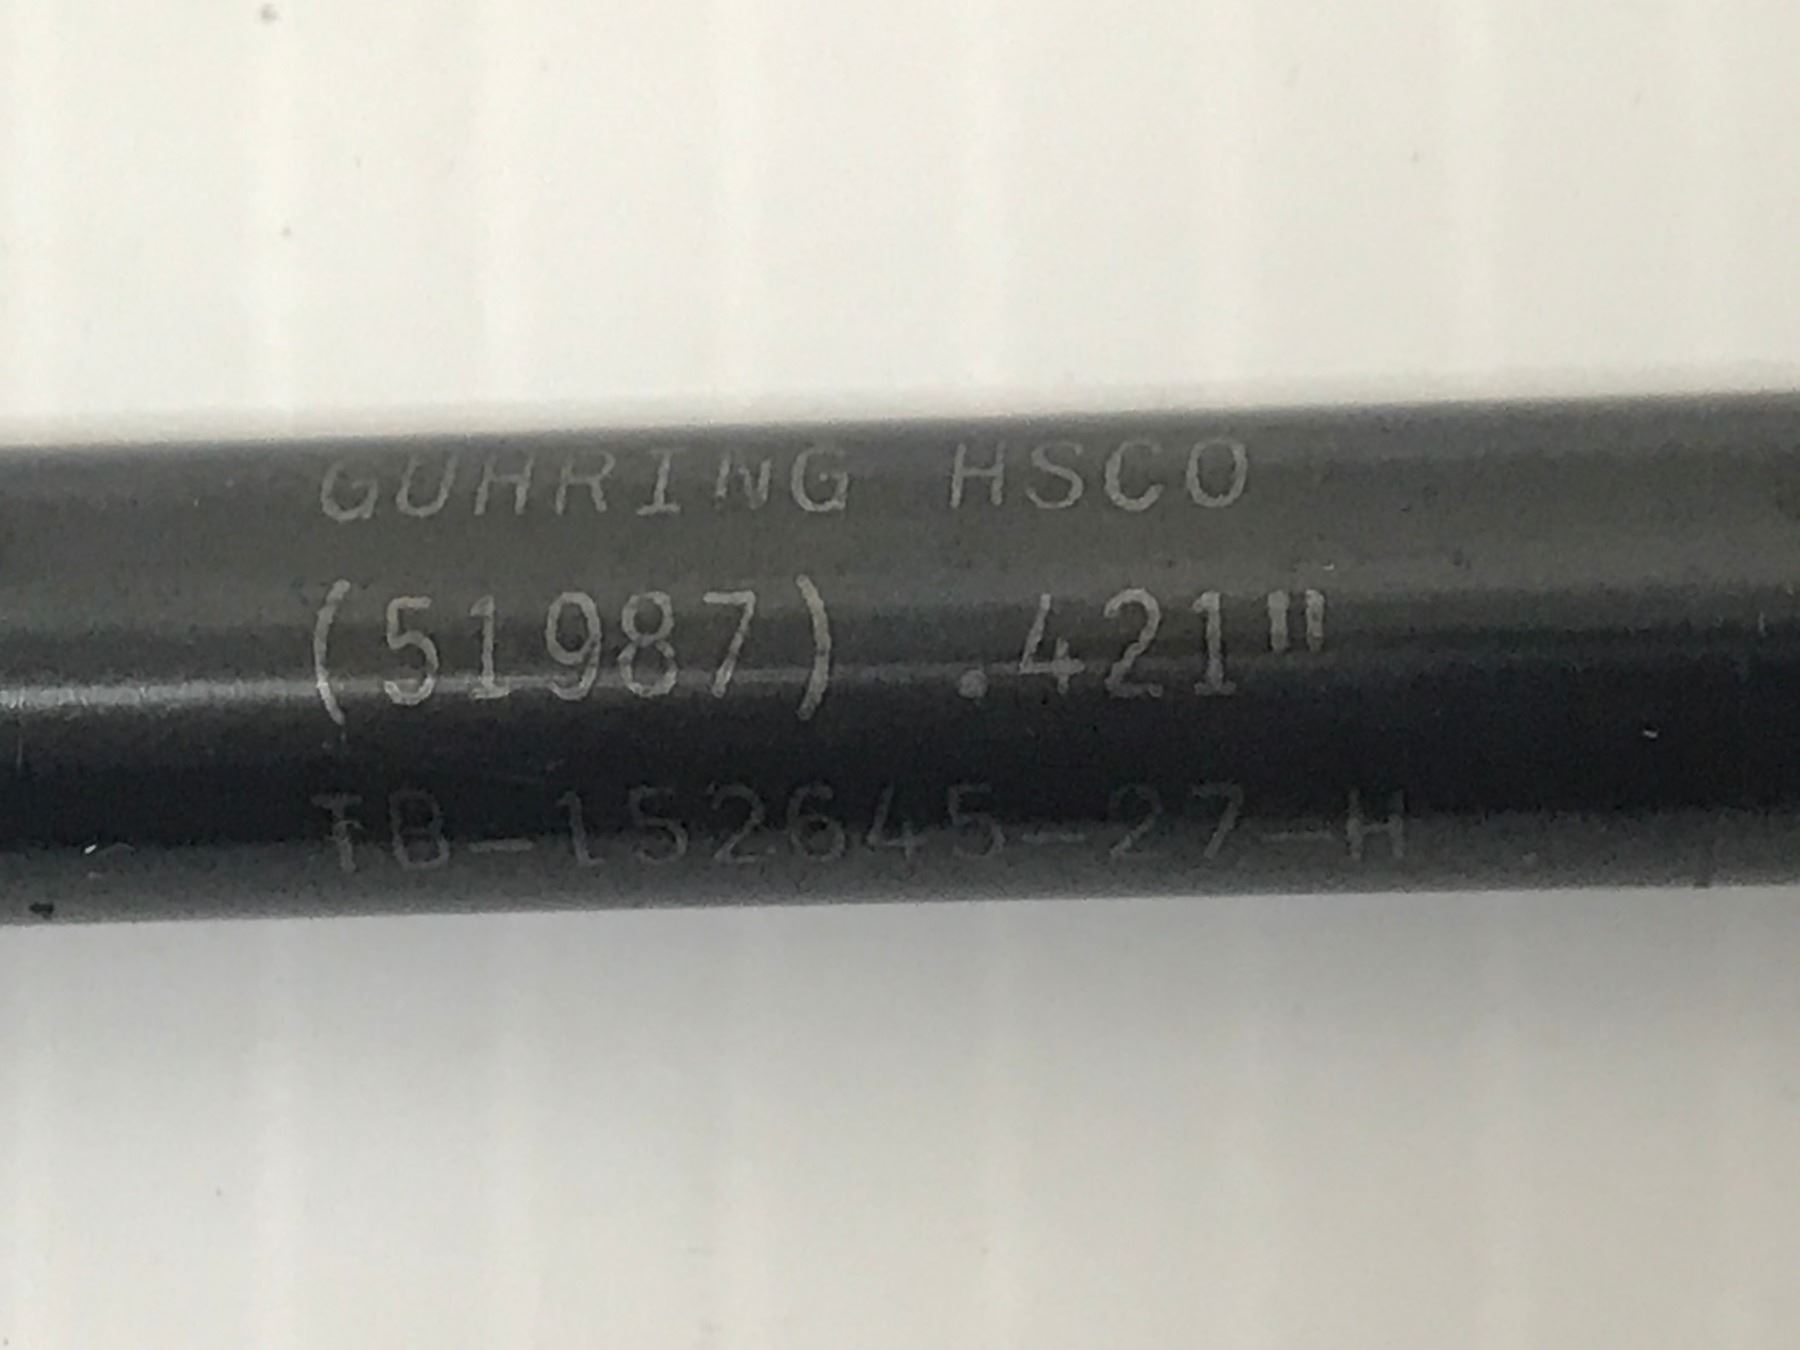 GUHRING HSCO
(51987) .421"
TB-152645-27-H